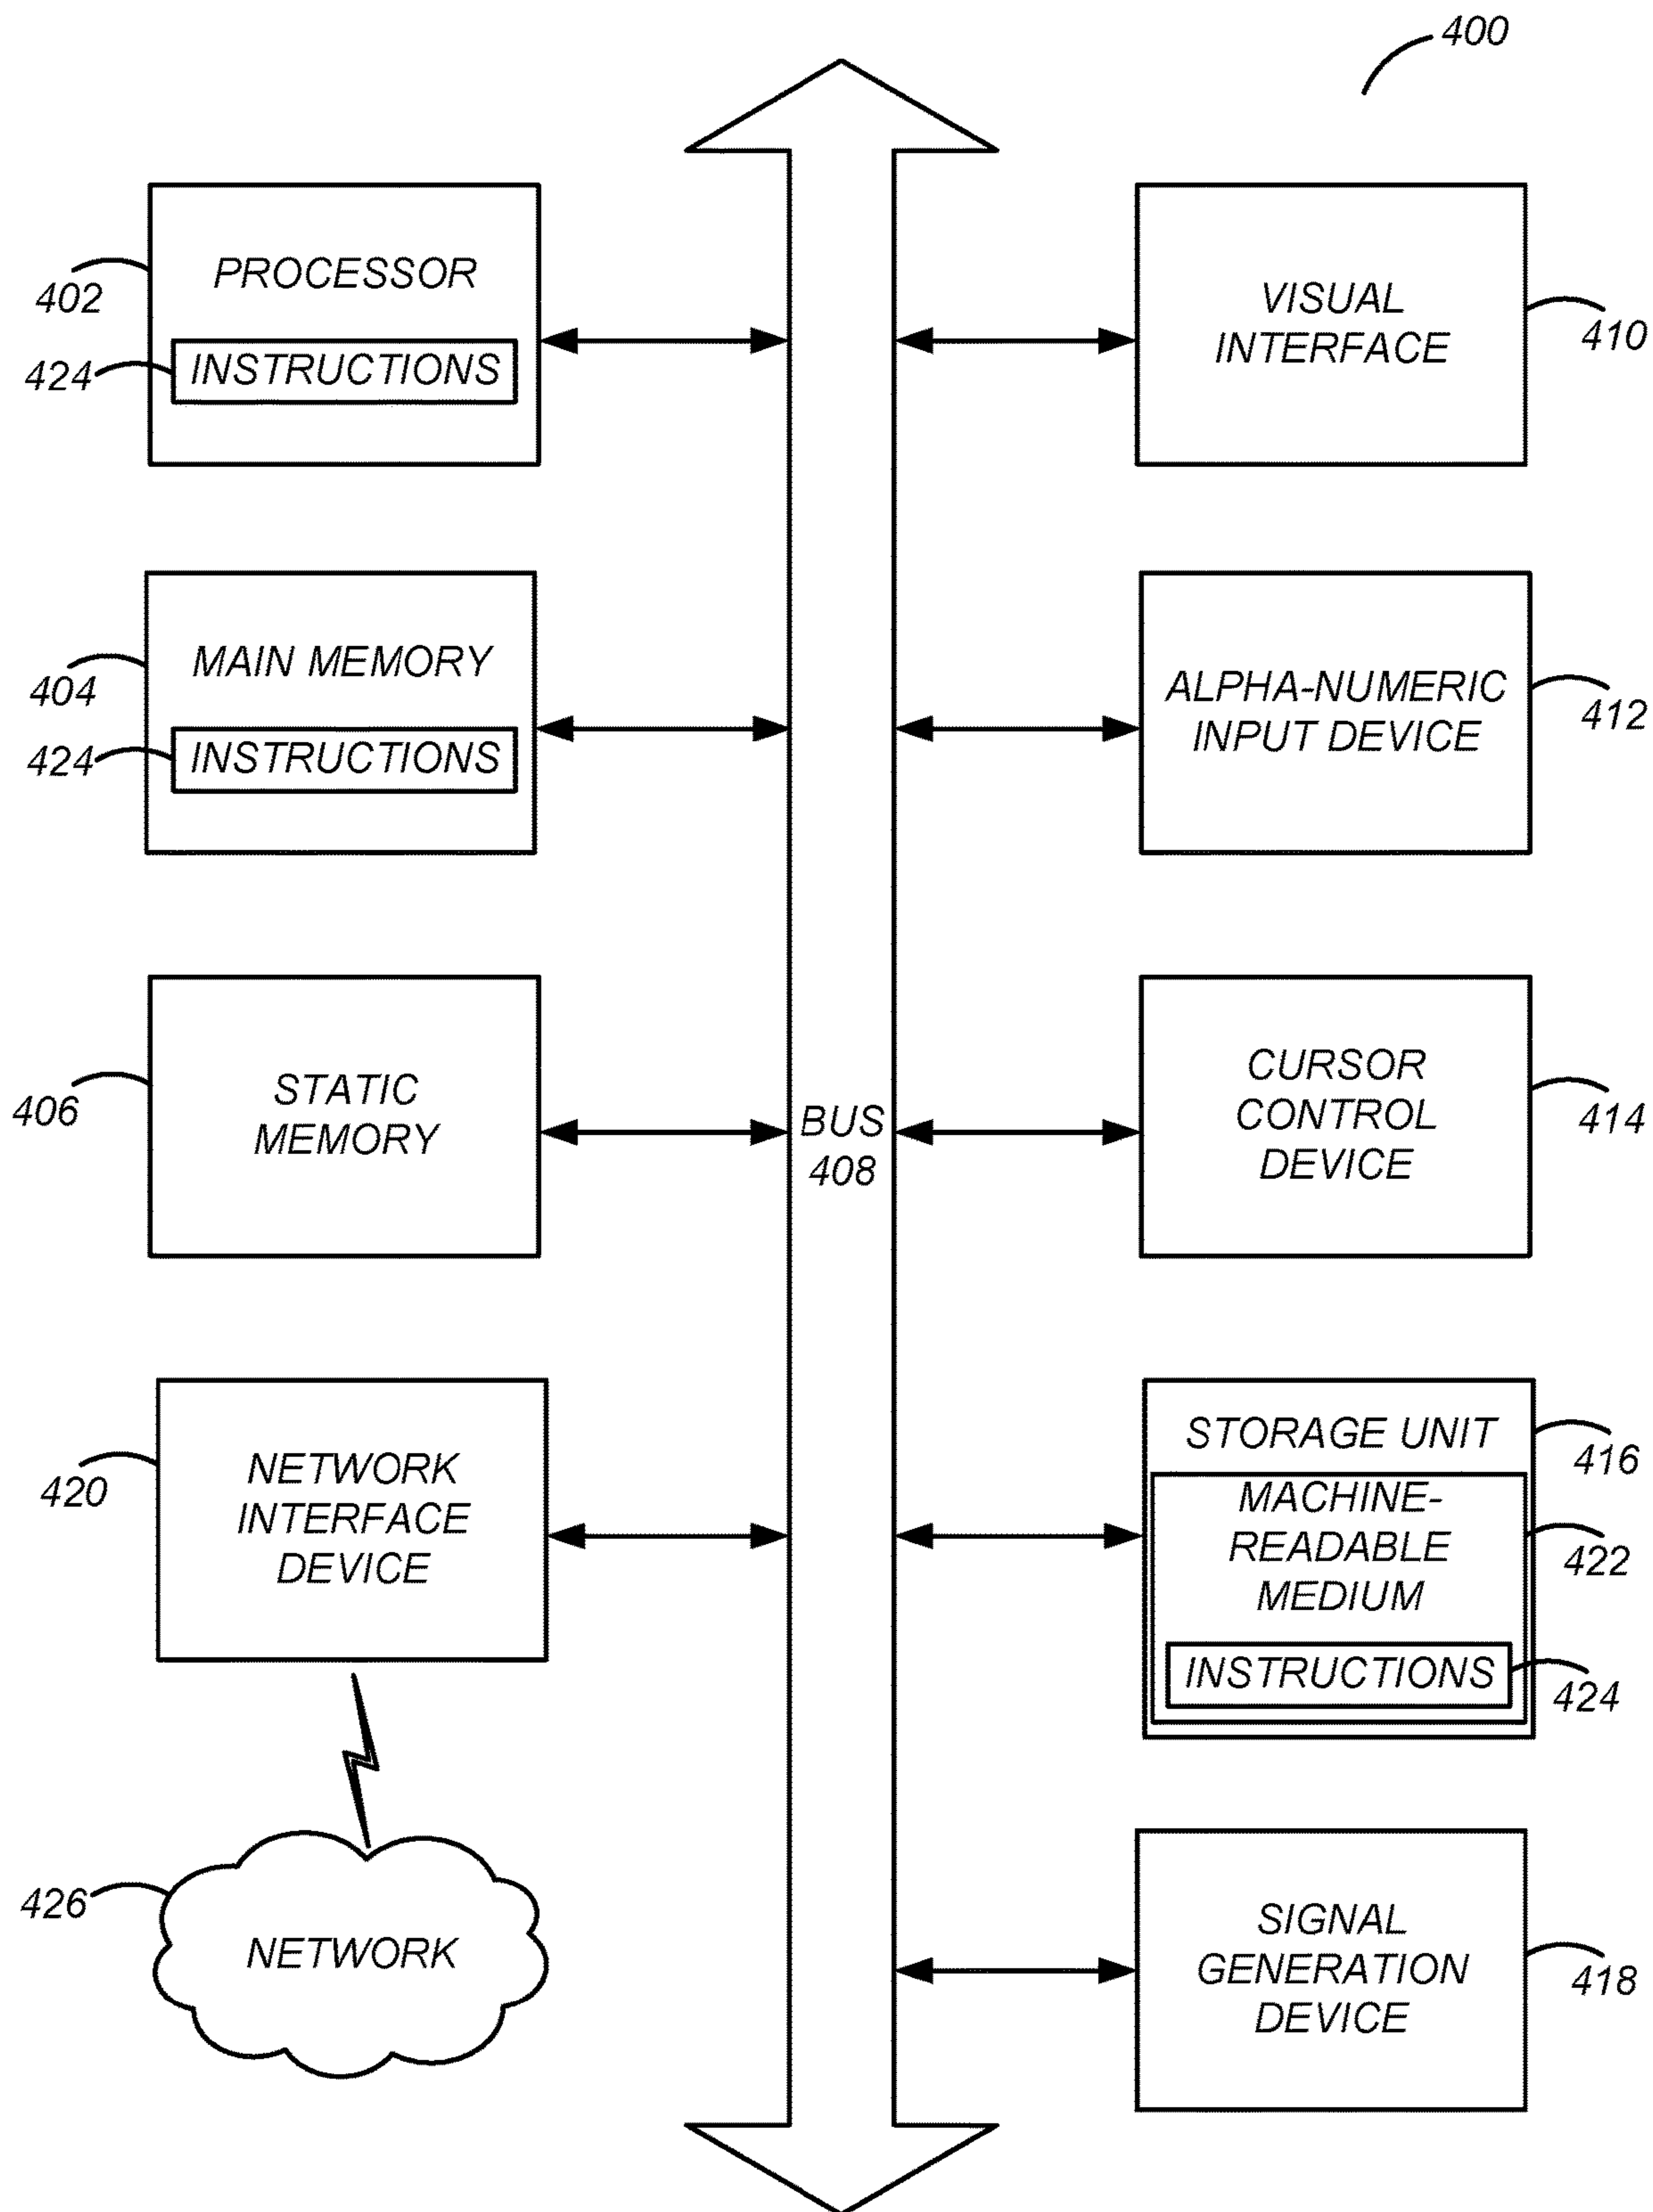 400
PROCESSOR
402
424
INSTRUCTIONS
VISUAL
INTERFACE
410
MAIN MEMORY
404
424
INSTRUCTIONS
ALPHA-NUMERIC
INPUT DEVICE
412
STATIC
MEMORY
406
BUS
408
CURSOR
CONTROL
DEVICE
414
NETWORK
INTERFACE
DEVICE
420
STORAGE UNIT
416
MACHINE-
READABLE
MEDIUM
422
INSTRUCTIONS
424
426
NETWORK
SIGNAL
GENERATION
DEVICE
418